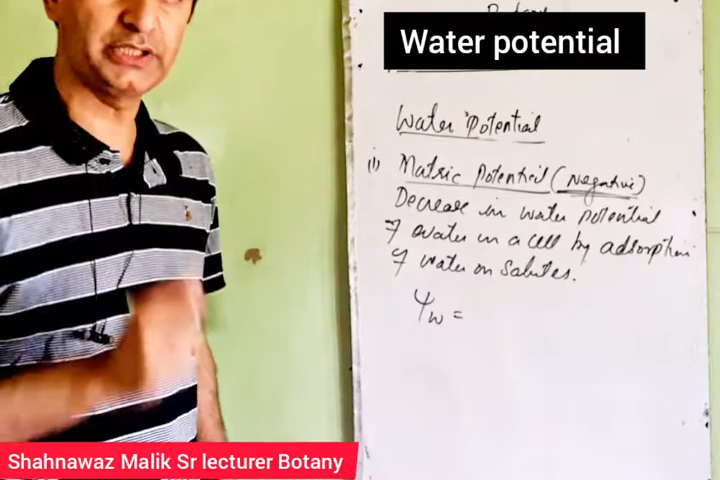 Water potential
Water Potential
(1) Matric Potential (Negative)
Decrease in water potential
of water in a cell by adsorption
of water on Solutes.
Ψw =
Shahnawaz Malik Sr lecturer Botany